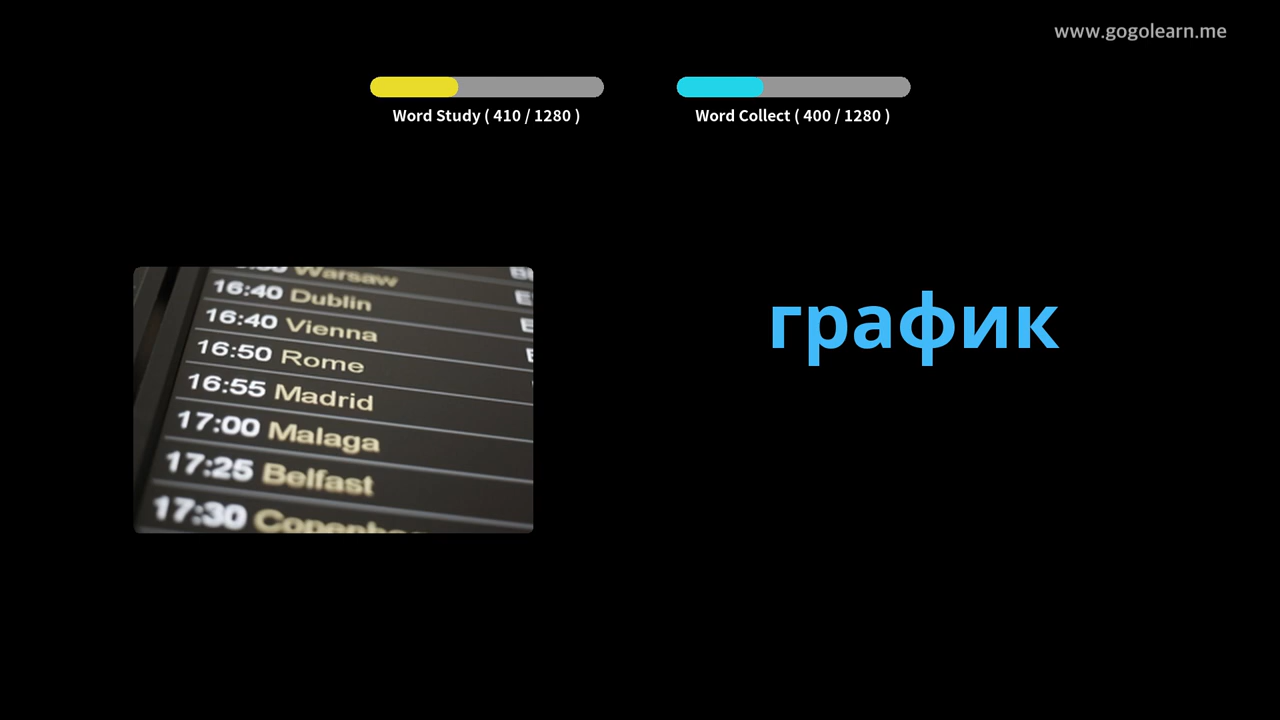 www.gogolearn.me
Word Study ( 410 / 1280 )
Word Collect ( 400 / 1280 )
Warsaw
16:40 Dublin
16:40 Vienna
16:50 Rome
16:55 Madrid
17:00 Malaga
17:25 Belfast
17:30
график